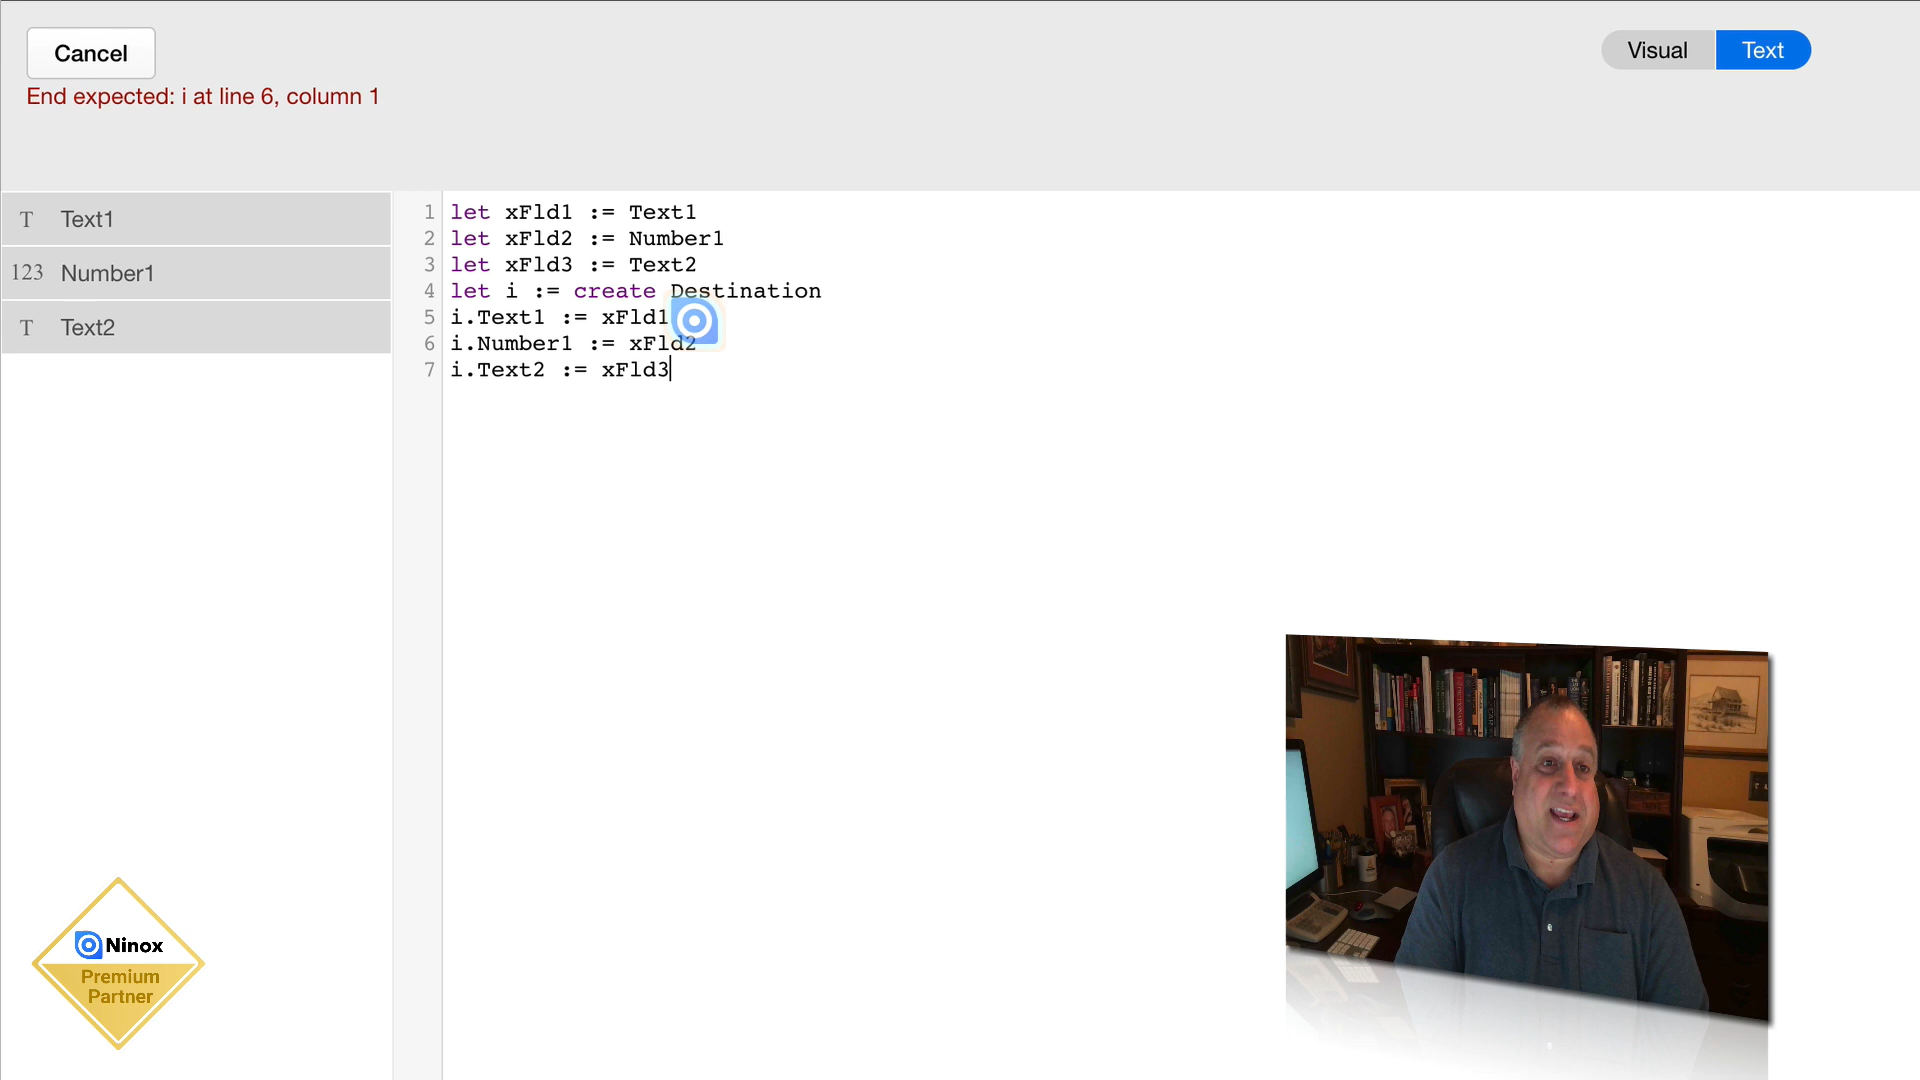 Cancel
Visual
Text
End expected: i at line 6, column 1
T Text1
123 Number1
T Text2
1 let xFld1 := Text1
2 let xFld2 := Number1
3 let xFld3 := Text2
4 let i := create Destination
5 i.Text1 := xFld1
6 i.Number1 := xFld2
7 i.Text2 := xFld3
Ninox
Premium
Partner